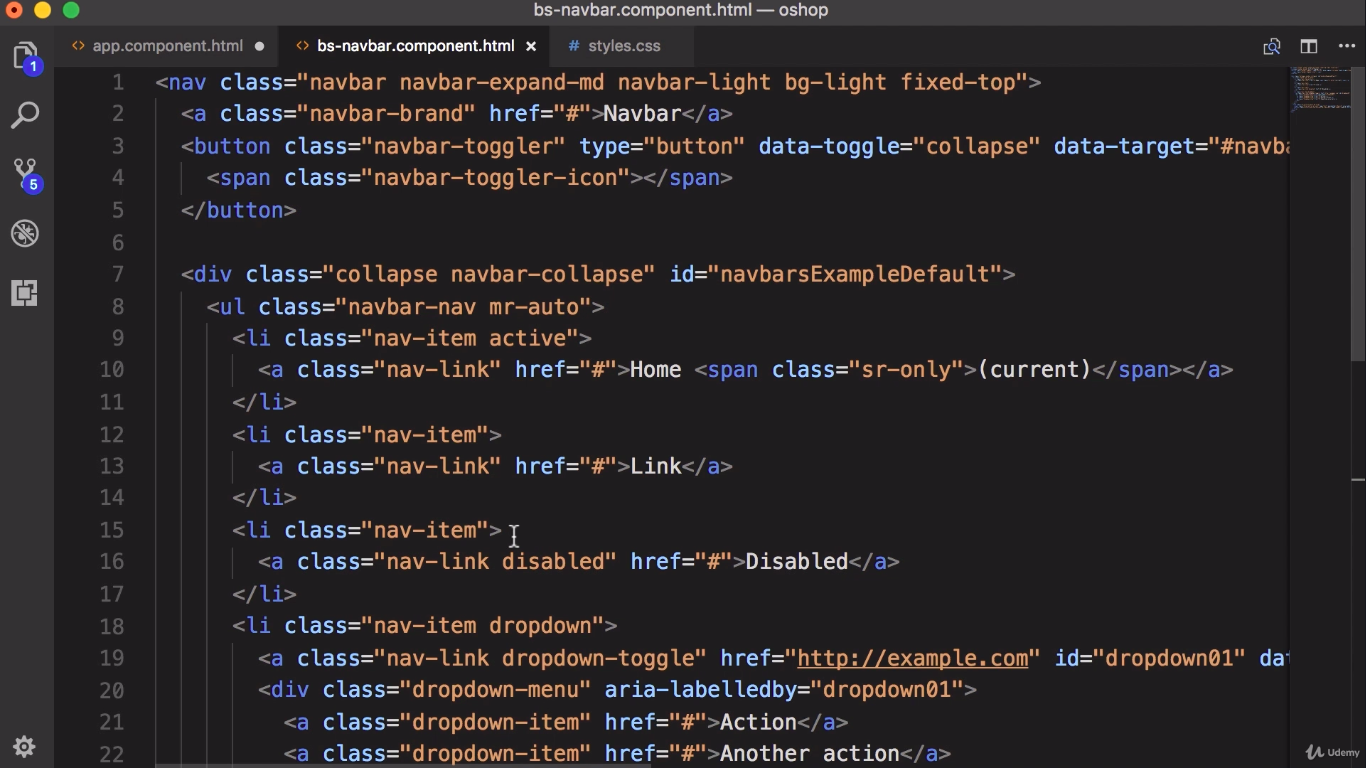 bs-navbar.component.html — oshop
app.component.html bs-navbar.component.html styles.css
1
5
1 <nav class="navbar navbar-expand-md navbar-light bg-light fixed-top">
2 <a class="navbar-brand" href="#">Navbar</a>
3 <button class="navbar-toggler" type="button" data-toggle="collapse" data-target="#navba
4 <span class="navbar-toggler-icon"></span>
5 </button>
6
7 <div class="collapse navbar-collapse" id="navbarsExampleDefault">
8 <ul class="navbar-nav mr-auto">
9 <li class="nav-item active">
10 <a class="nav-link" href="#">Home <span class="sr-only">(current)</span></a>
11 </li>
12 <li class="nav-item">
13 <a class="nav-link" href="#">Link</a>
14 </li>
15 <li class="nav-item">
16 <a class="nav-link disabled" href="#">Disabled</a>
17 </li>
18 <li class="nav-item dropdown">
19 <a class="nav-link dropdown-toggle" href="http://example.com" id="dropdown01" dat
20 <div class="dropdown-menu" aria-labelledby="dropdown01">
21 <a class="dropdown-item" href="#">Action</a>
22 <a class="dropdown-item" href="#">Another action</a>
Udemy